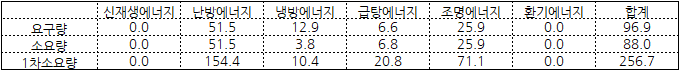 신재생에너지 난방에너지 냉방에너지 급탕에너지 조명에너지 환기에너지 합계
요구량 0.0 51.5 12.9 6.6 25.9 0.0 96.9
소요량 0.0 51.5 3.8 6.8 25.9 0.0 88.0
1차소요량 0.0 154.4 10.4 20.8 71.1 0.0 256.7